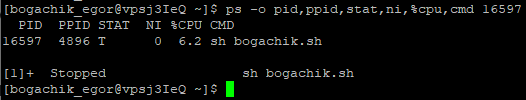 [bogachik_egor@vpsj3IeQ ~]$ ps -o pid,ppid,stat,ni,%cpu,cmd 16597
PID PPID STAT NI %CPU CMD
16597 4896 T 0 6.2 sh bogachik.sh
[1]+ Stopped sh bogachik.sh
[bogachik_egor@vpsj3IeQ ~]$